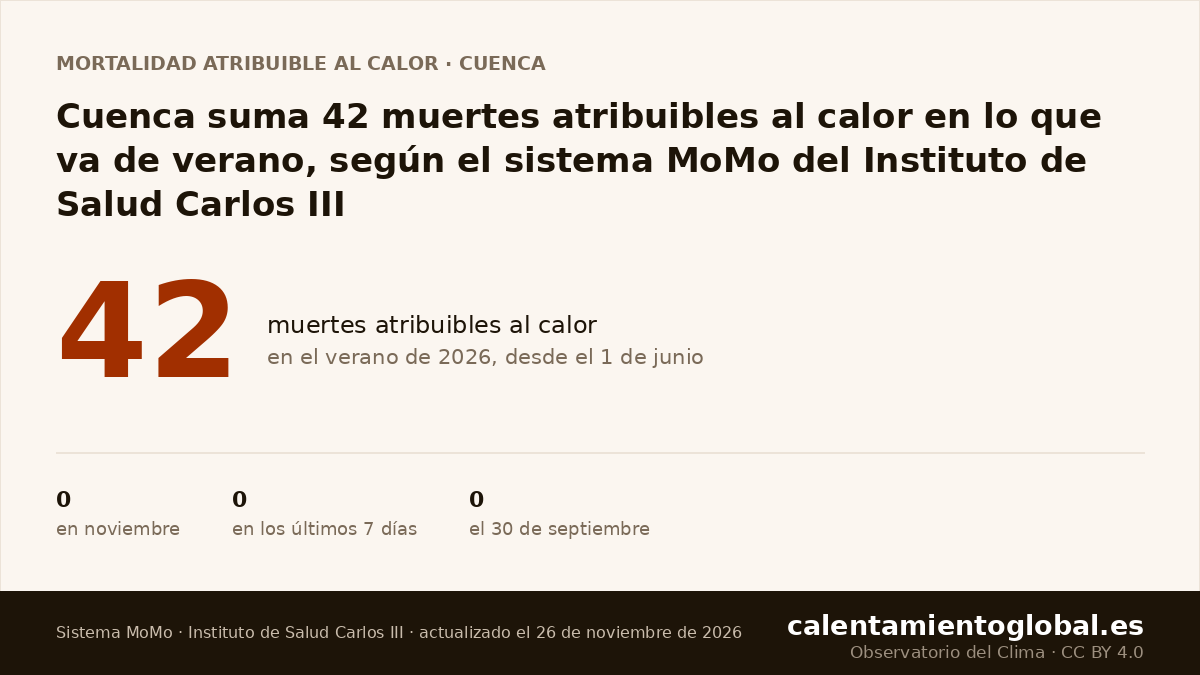 MORTALIDAD ATRIBUIBLE AL CALOR · CUENCA
Cuenca suma 42 muertes atribuibles al calor en lo que
va de verano, según el sistema MoMo del Instituto de
Salud Carlos III
42
muertes atribuibles al calor
en el verano de 2026, desde el 1 de junio
0
en noviembre
0
en los últimos 7 días
0
el 30 de septiembre
Sistema MoMo · Instituto de Salud Carlos III · actualizado el 26 de noviembre de 2026
calentamientoglobal.es
Observatorio del Clima · CC BY 4.0